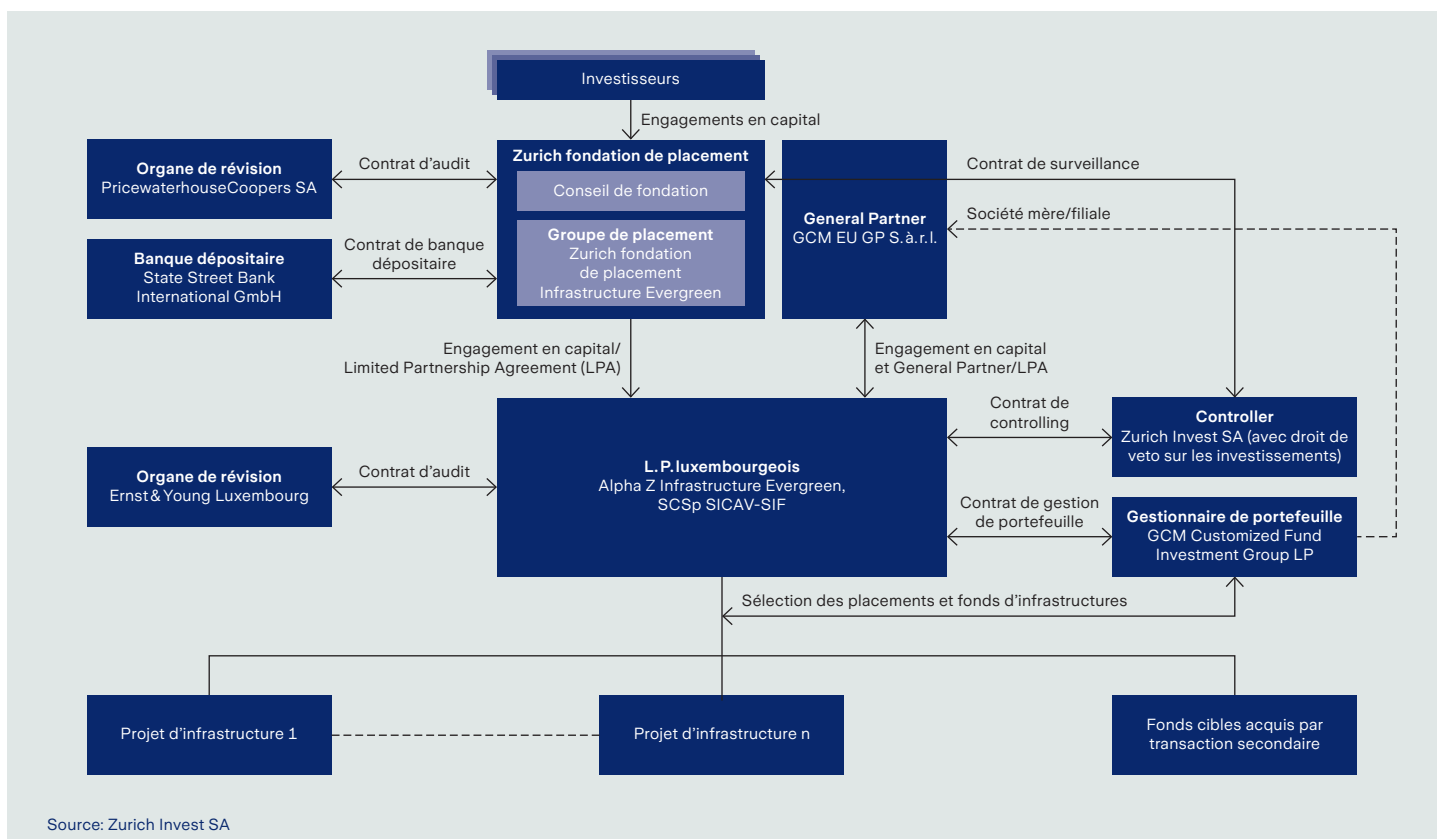 Investisseurs
Engagements en capital
Organe de révision
PricewaterhouseCoopers SA
Contrat d'audit
Zurich fondation de placement
Conseil de fondation
Groupe de placement
Zurich fondation
de placement
Infrastructure Evergreen
General Partner
GCM EU GP S.à.r.l.
Contrat de surveillance
Société mère/filiale
Banque dépositaire
State Street Bank
International GmbH
Contrat de banque
dépositaire
Engagement en capital/
Limited Partnership Agreement (LPA)
Engagement en capital
et General Partner/LPA
Organe de révision
Ernst & Young Luxembourg
Contrat d'audit
L.P. luxembourgeois
Alpha Z Infrastructure Evergreen,
SCSp SICAV-SIF
Contrat de
controlling
Controller
Zurich Invest SA (avec droit de
veto sur les investissements)
Contrat de gestion
de portefeuille
Gestionnaire de portefeuille
GCM Customized Fund
Investment Group LP
Sélection des placements et fonds d'infrastructures
Projet d'infrastructure 1
Projet d'infrastructure n
Fonds cibles acquis par
transaction secondaire
Source: Zurich Invest SA